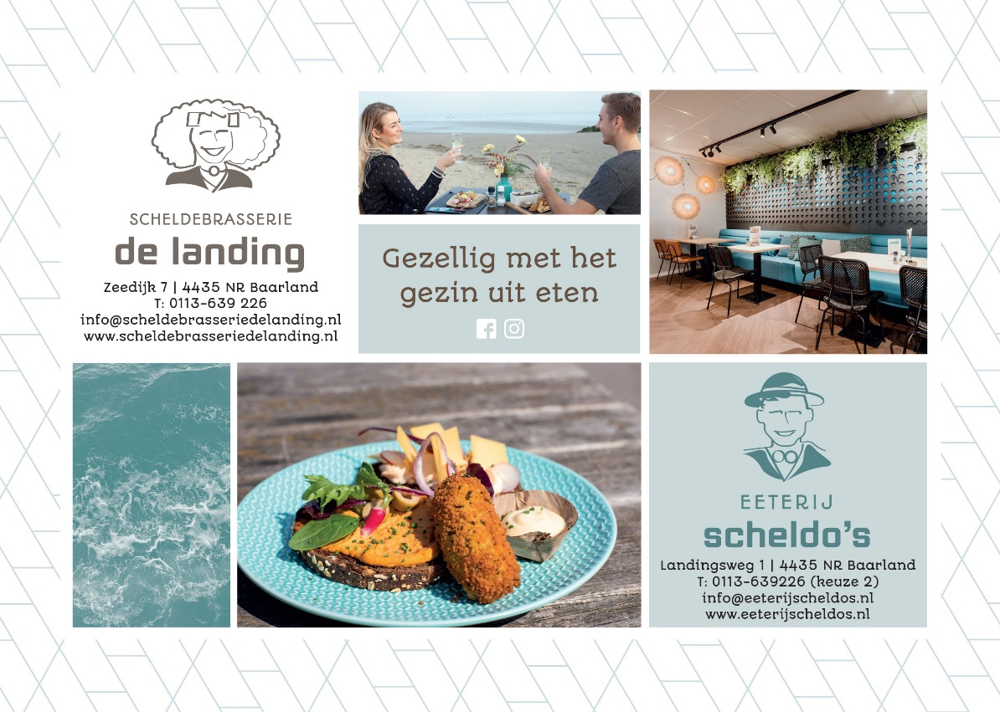 SCHELDEBRASSERIE
de landing
Zeedijk 7 | 4435 NR Baarland
T: 0113-639 226
info@scheldebrasseriedelanding.nl
www.scheldebrasseriedelanding.nl
Gezellig met het
gezin uit eten
EETERIJ
scheldo's
Landingsweg 1 | 4435 NR Baarland
T: 0113-639226 (keuze 2)
info@eeterijscheldos.nl
www.eeterijscheldos.nl